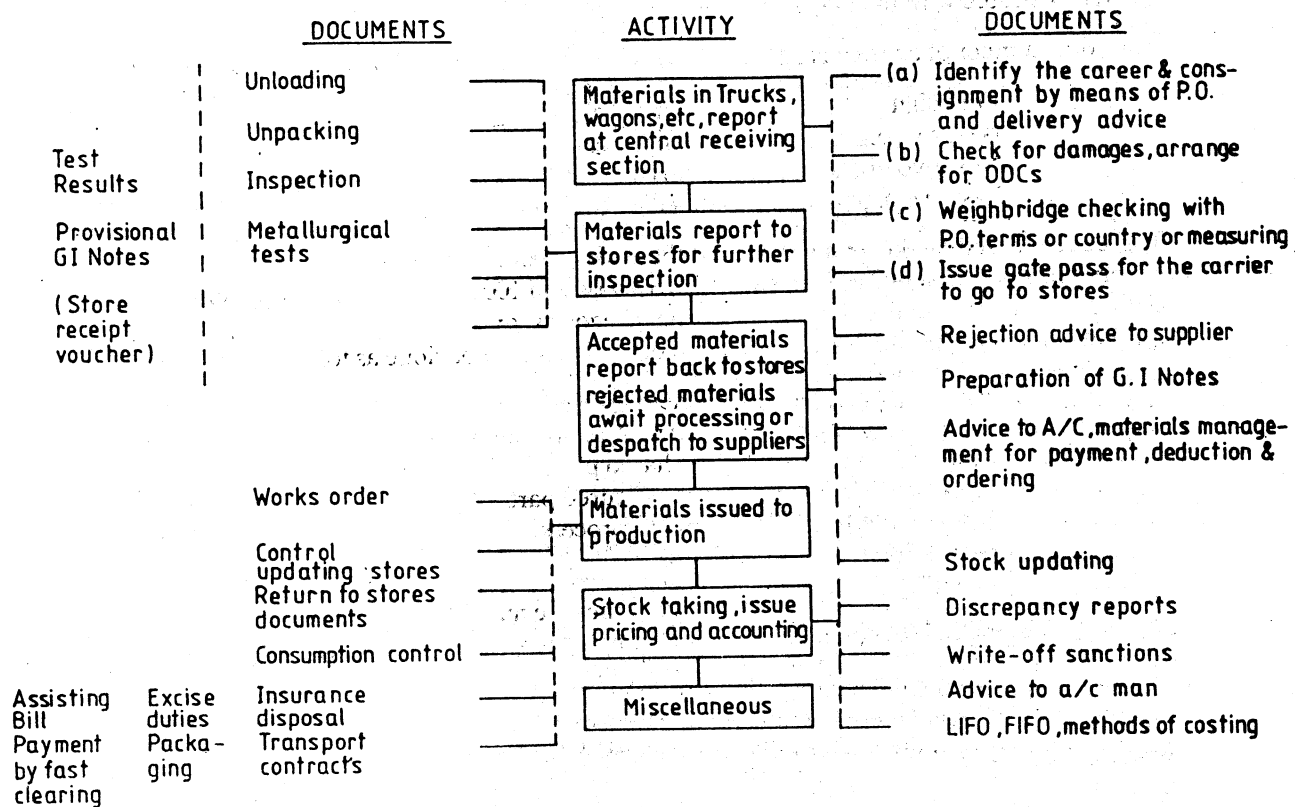 DOCUMENTS
ACTIVITY
DOCUMENTS
Test
Results
Provisional
GI Notes
(Store
receipt
voucher)
Unloading
Unpacking
Inspection
Metallurgical
tests
Materials in Trucks,
wagons, etc, report
at central receiving
section
Materials report to
stores for further
inspection
Accepted materials
report back to stores
rejected materials
await processing or
despatch to suppliers
Materials issued to
production
Stock taking, issue
pricing and accounting
Miscellaneous
(a) Identify the career & cons-
ignment by means of P.O.
and delivery advice
(b) Check for damages, arrange
for ODCs
(c) Weighbridge checking with
P.O. terms or country or measuring
(d) Issue gate pass for the carrier
to go to stores
Rejection advice to supplier
Preparation of G.I Notes
Advice to A/C, materials manage-
ment for payment, deduction &
ordering
Works order
Control
updating stores
Return to stores
documents
Consumption control
Insurance
disposal
Transport
contracts
Excise
duties
Packa-
ging
Assisting
Bill
Payment
by fast
clearing
Stock updating
Discrepancy reports
Write-off sanctions
Advice to a/c man
LIFO, FIFO, methods of costing